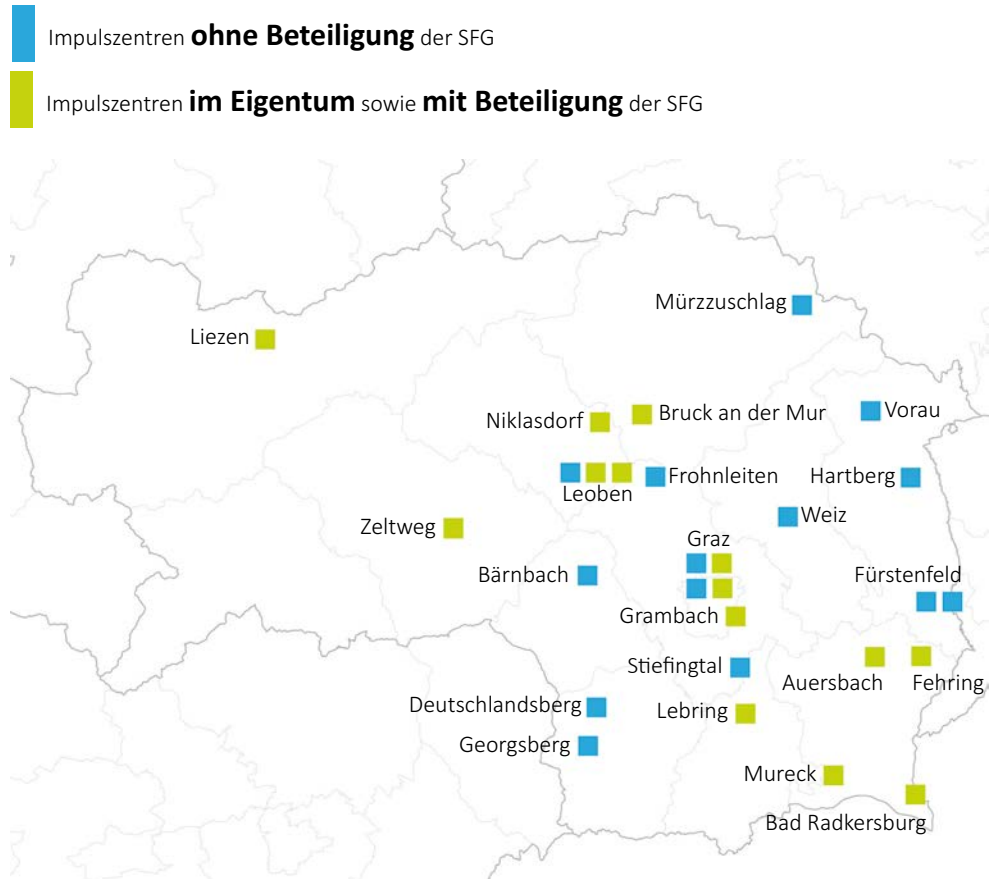 Impulszentren ohne Beteiligung der SFG
Impulszentren im Eigentum sowie mit Beteiligung der SFG
Mürzzuschlag
Liezen
Niklasdorf
Bruck an der Mur
Vorau
Leoben
Frohnleiten
Hartberg
Weiz
Zeltweg
Graz
Bärnbach
Fürstenfeld
Grambach
Stiefingtal
Auersbach
Fehring
Deutschlandsberg
Lebring
Georgsberg
Mureck
Bad Radkersburg